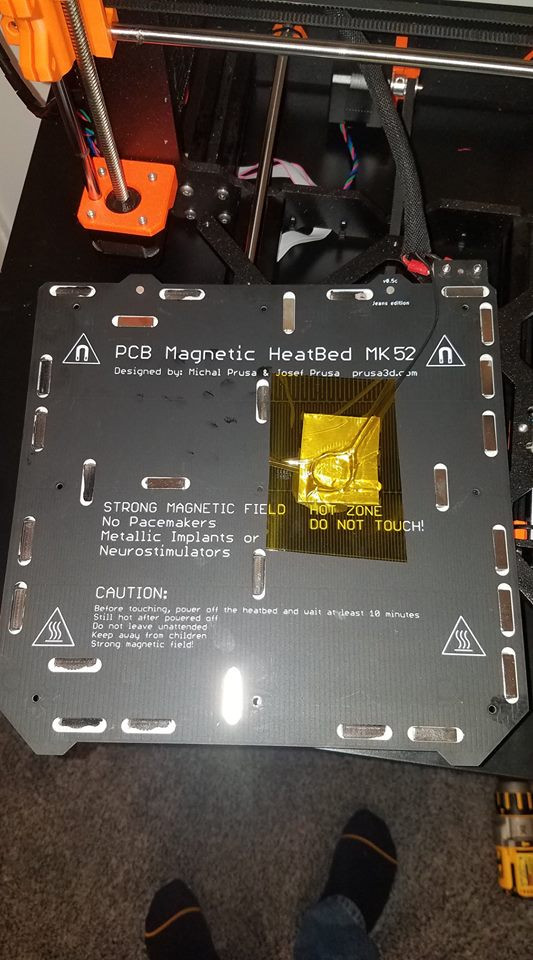 v0.5c
Jeans edition
PCB Magnetic HeatBed MK52
Designed by: Michal Prusa & Josef Prusa prusa3d.com
STRONG MAGNETIC FIELD
No Pacemakers
Metallic Implants or
Neurostimulators
HOT ZONE
DO NOT TOUCH!
CAUTION:
Before touching, power off the heatbed and wait at least 10 minutes
Still hot after powered off
Do not leave unattended
Keep away from children
Strong magnetic field!